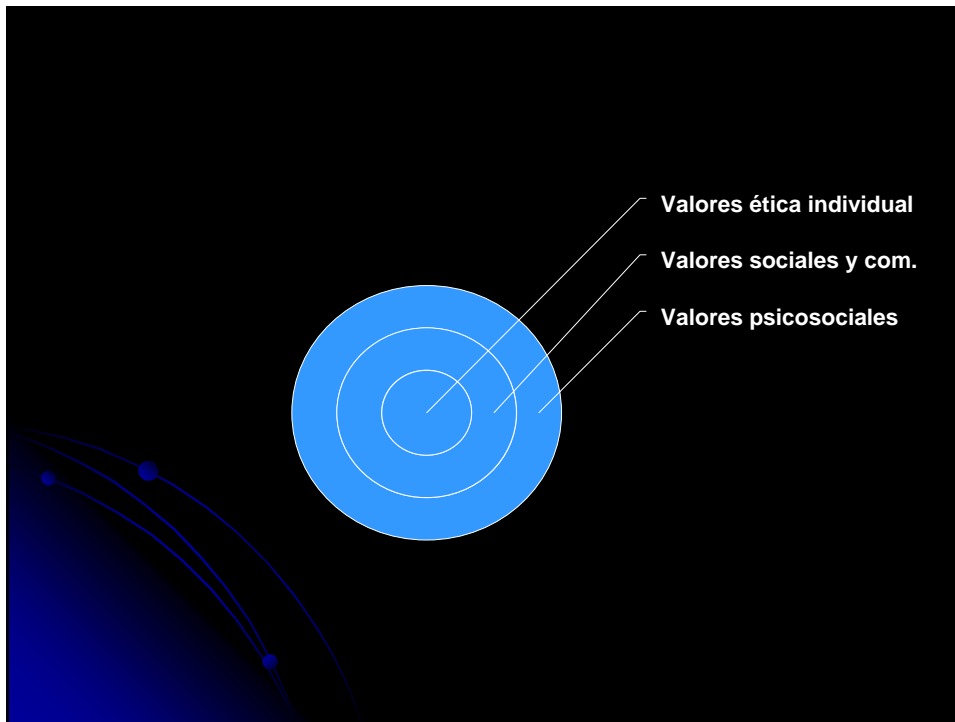 Valores ética individual
Valores sociales y com.
Valores psicosociales